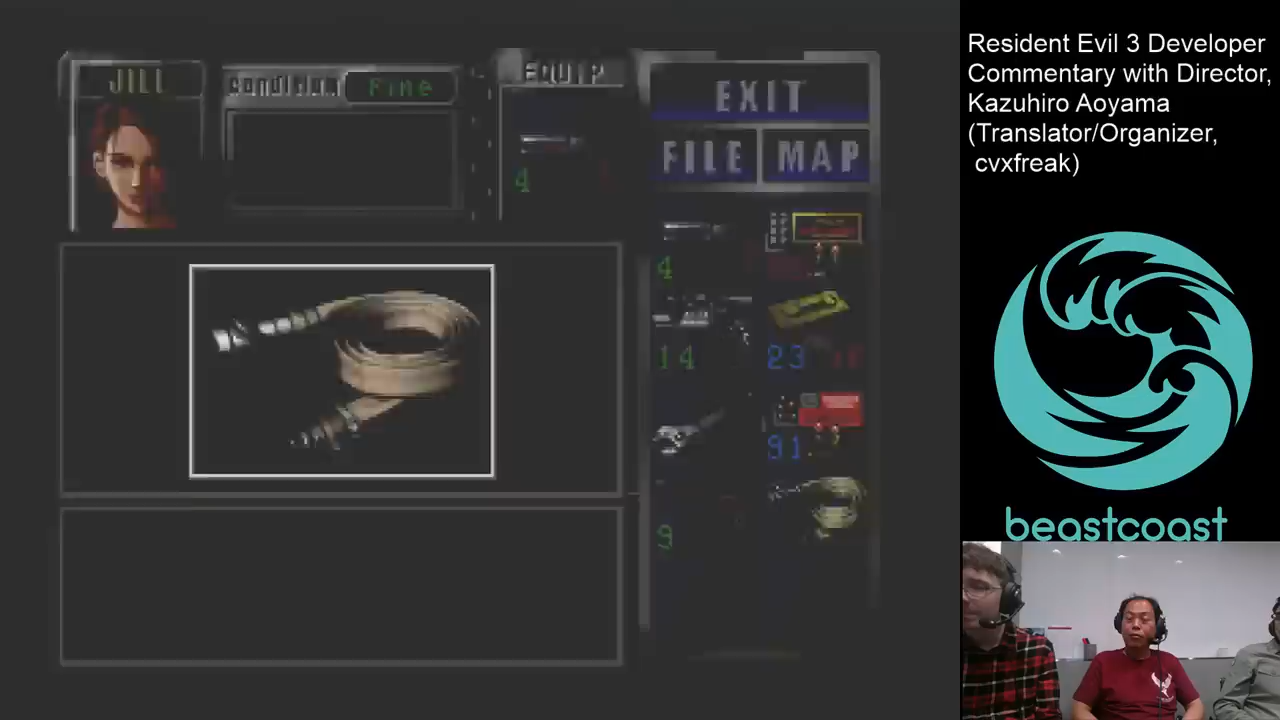 JILL
condition
Fine
EQUIP
4
EXIT
FILE
MAP
4
14
23
91
9
Resident Evil 3 Developer
Commentary with Director,
Kazuhiro Aoyama
(Translator/Organizer,
cvxfreak)
beastcoast